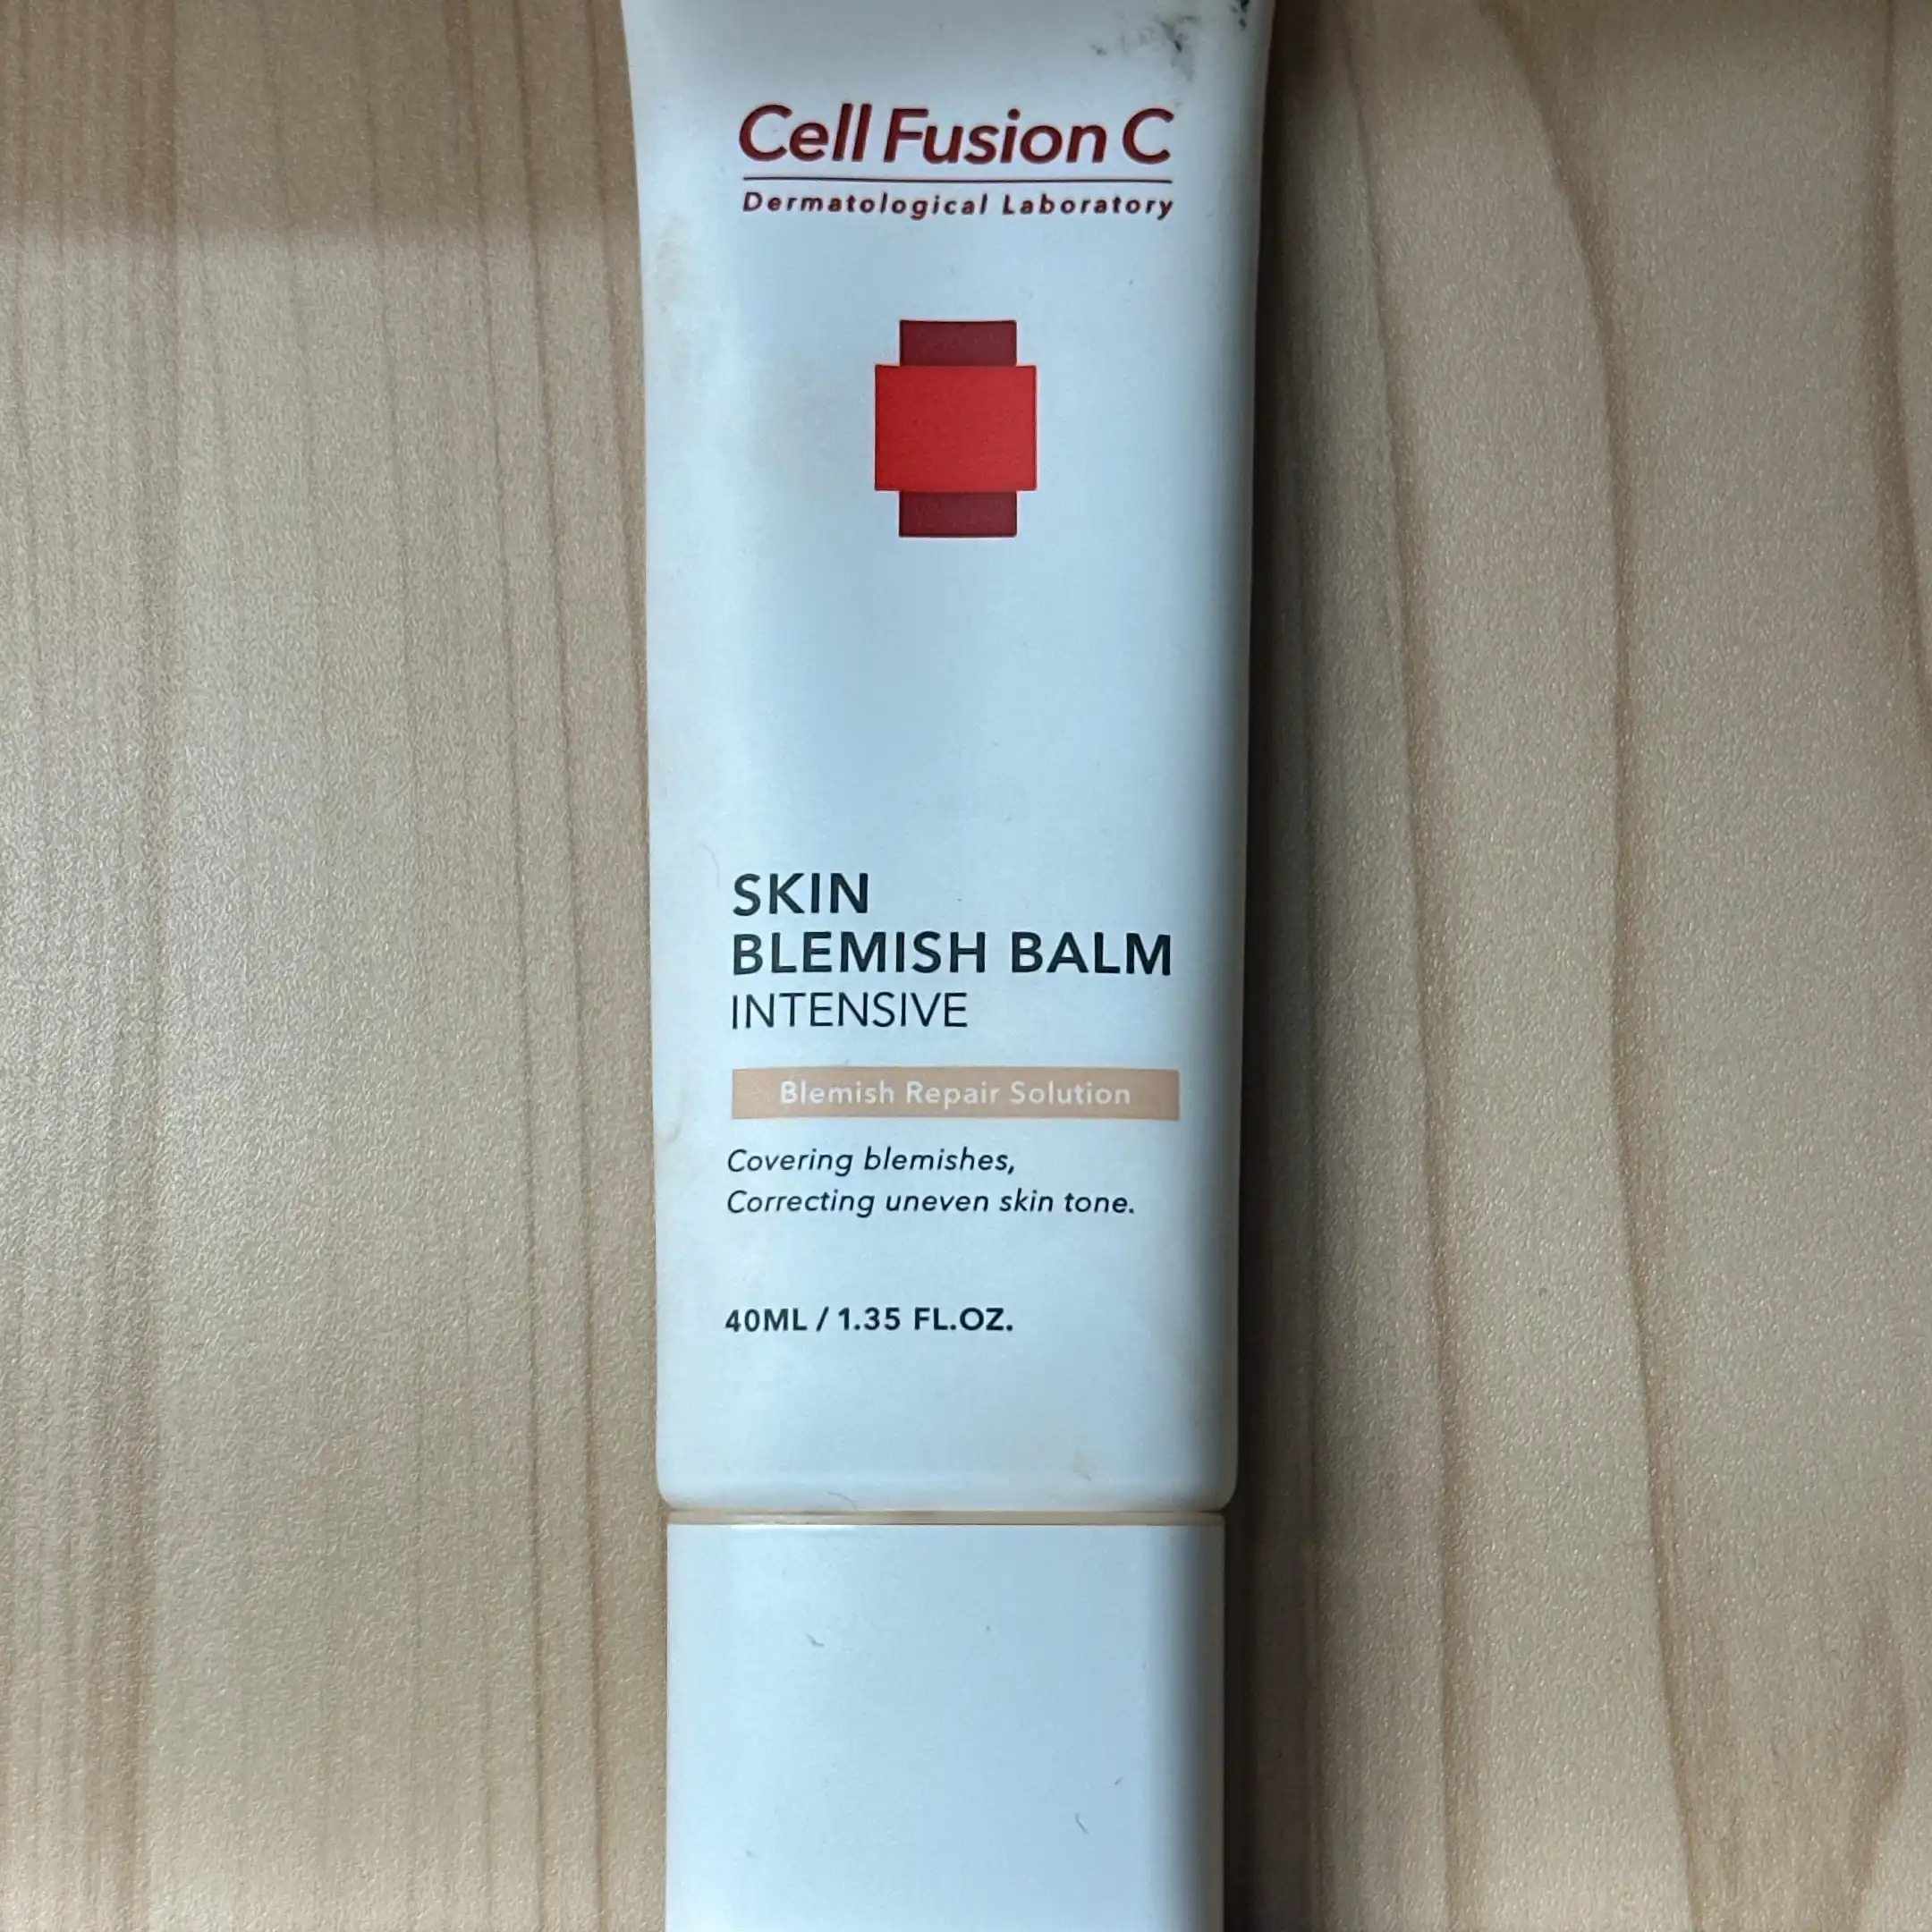 Cell Fusion C
Dermatological Laboratory
SKIN
BLEMISH BALM
INTENSIVE
Blemish Repair Solution
Covering blemishes,
Correcting uneven skin tone.
40ML / 1.35 FL.OZ.